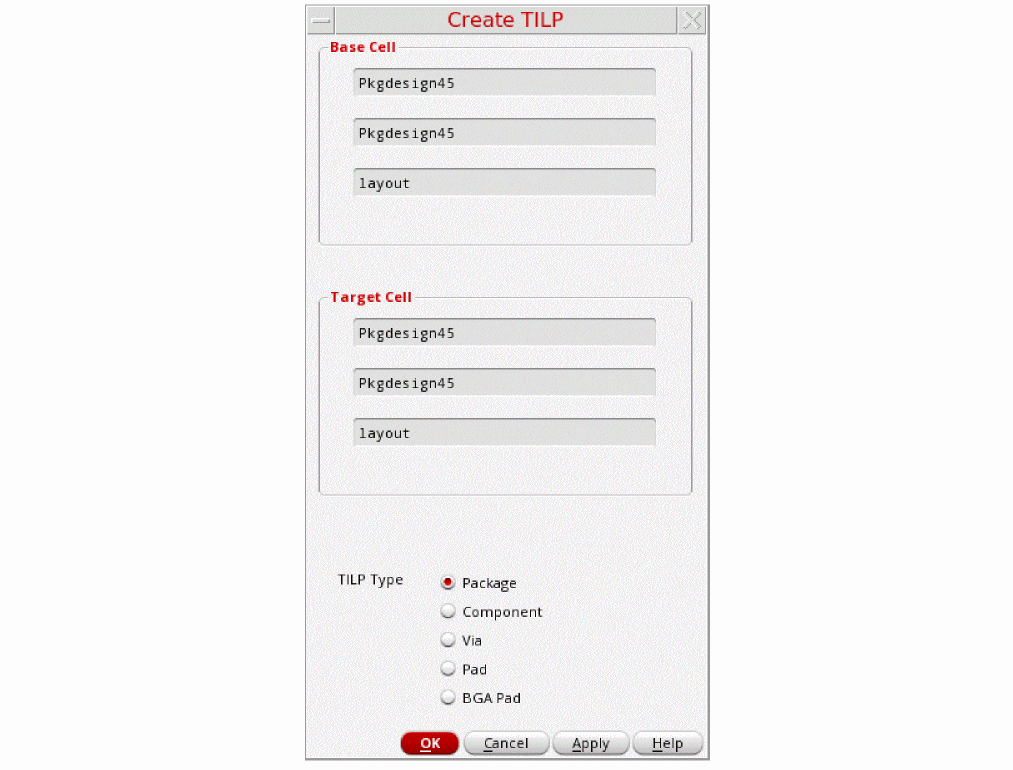 Create TILP
Base Cell
Pkgdesign45
Pkgdesign45
layout
Target Cell
Pkgdesign45
Pkgdesign45
layout
TILP Type
Package
Component
Via
Pad
BGA Pad
OK Cancel Apply Help